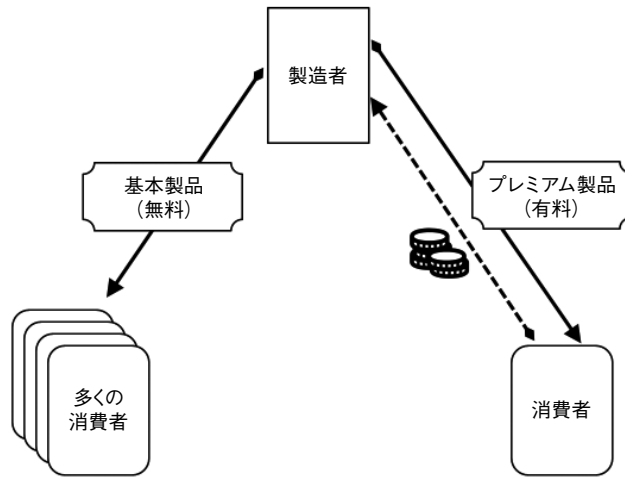 製造者
基本製品
(無料)
プレミアム製品
(有料)
多くの
消費者
消費者